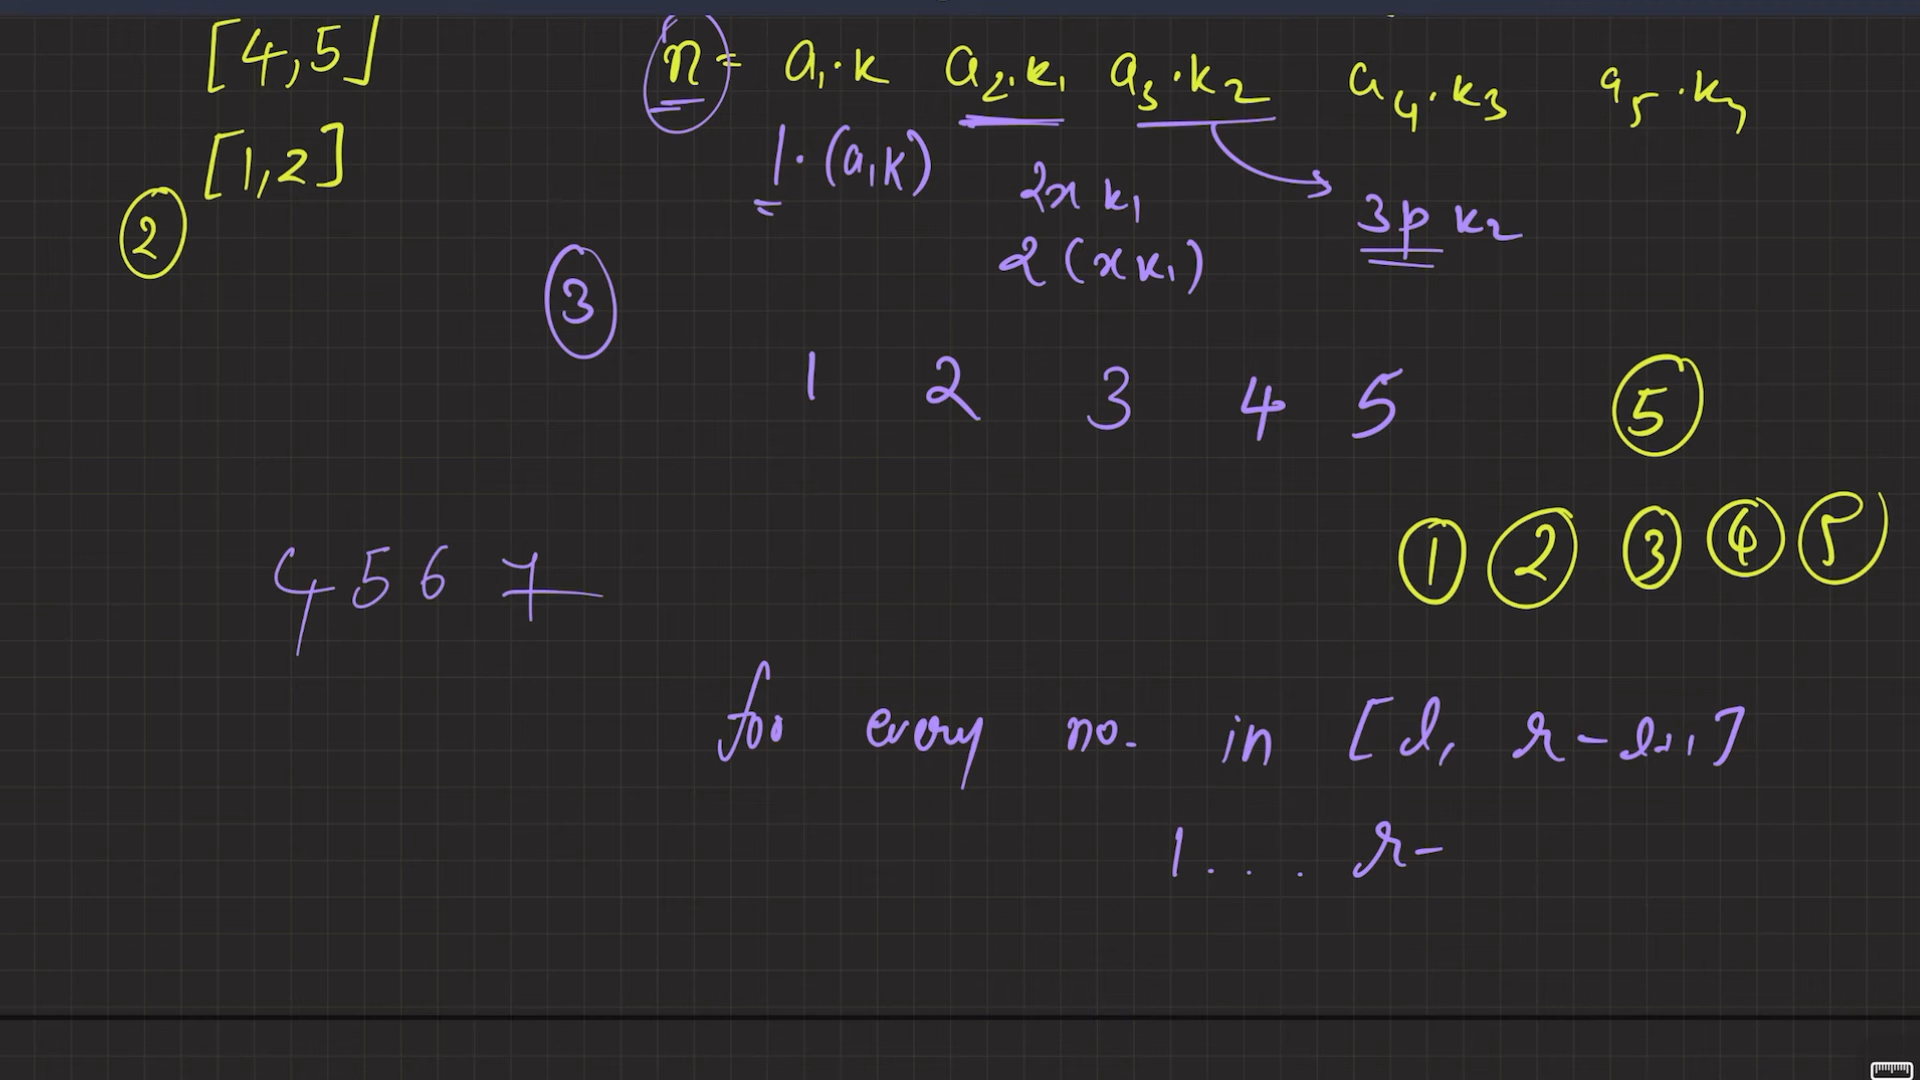 [4,5]
n = a₁·k a₂·k₁ a₃·k₂ a₄·k₃ a₅·k₄
[1,2]
1·(a₁k)
2x k₁
3p k₂
2
2(xk₁)
3
1 2 3 4 5
5
1 2 3 4 5
4 5 6 7
for every no. in [l, r-l+1]
1 . . . r-